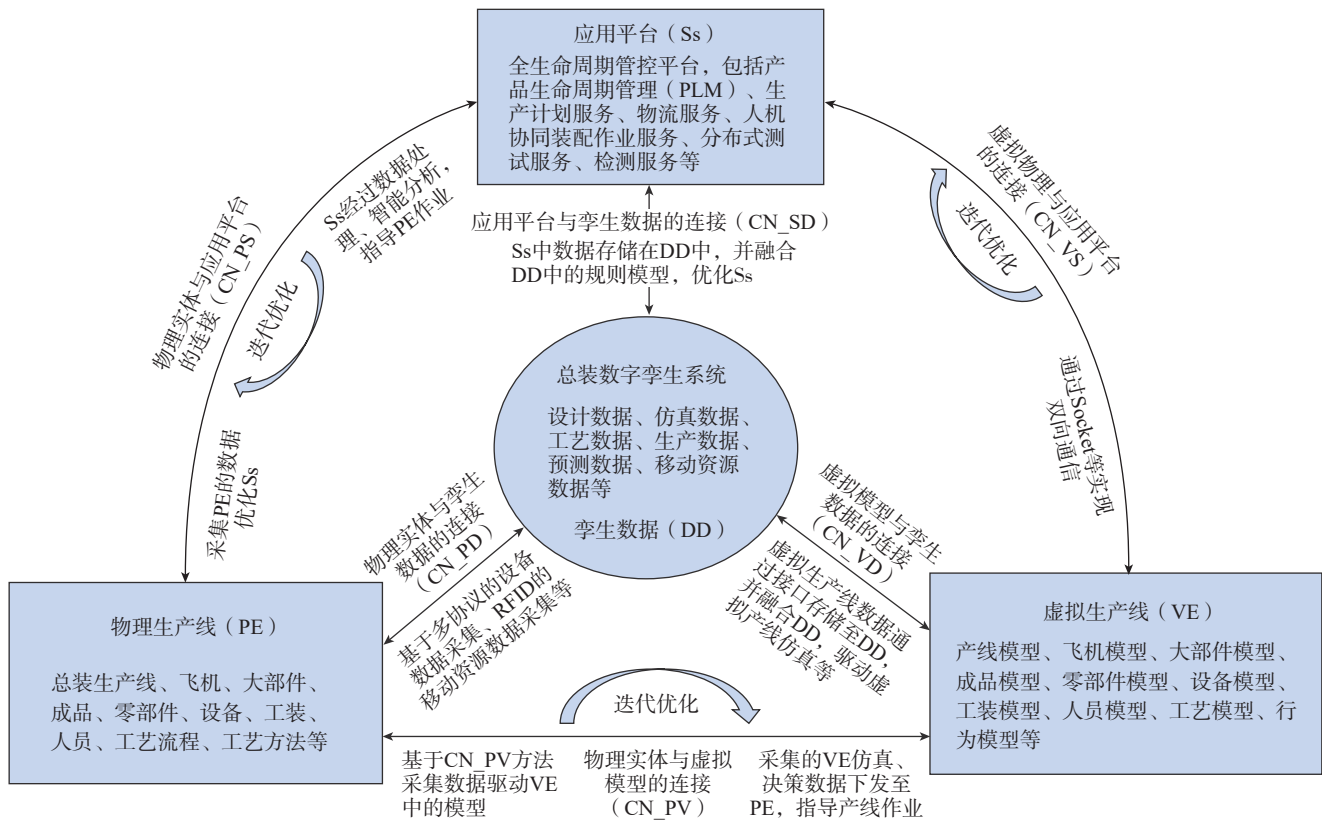 应用平台（Ss）
全生命周期管控平台，包括产
品生命周期管理（PLM）、生
产计划服务、物流服务、人机
协同装配作业服务、分布式测
试服务、检测服务等
物理实体与应用平台
的连接（CN_PS）
Ss经过数据处
理、智能分析，
指导PE作业
迭代优化
采集PE的数据
优化Ss
应用平台与孪生数据的连接（CN_SD）
Ss中数据存储在DD中，并融合
DD中的规则模型，优化Ss
虚拟物理与应用平台
的连接（CN_VS）
迭代优化
通过Socket等实现
双向通信
总装数字孪生系统
设计数据、仿真数据、
工艺数据、生产数据、
预测数据、移动资源
数据等
孪生数据（DD）
物理实体与孪生
数据的连接
（CN_PD）
基于多协议的设备
数据采集、RFID的
移动资源数据采集等
虚拟模型与孪生
数据的连接
（CN_VD）
虚拟生产线数据通
过接口存储至DD，
并融合DD，驱动虚
拟产线仿真等
物理生产线（PE）
总装生产线、飞机、大部件、
成品、零部件、设备、工装、
人员、工艺流程、工艺方法等
虚拟生产线（VE）
产线模型、飞机模型、大部件模型、
成品模型、零部件模型、设备模型、
工装模型、人员模型、工艺模型、行
为模型等
迭代优化
基于CN_PV方法
采集数据驱动VE
中的模型
物理实体与虚拟
模型的连接
（CN_PV）
采集的VE仿真、
决策数据下发至
PE，指导产线作业